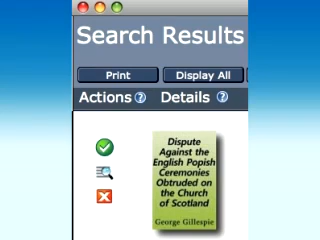 Search Results
Print Display All
Actions ? Details ?
Dispute
Against the
English Popish
Ceremonies
Obtruded on
the Church
of Scotland
George Gillespie